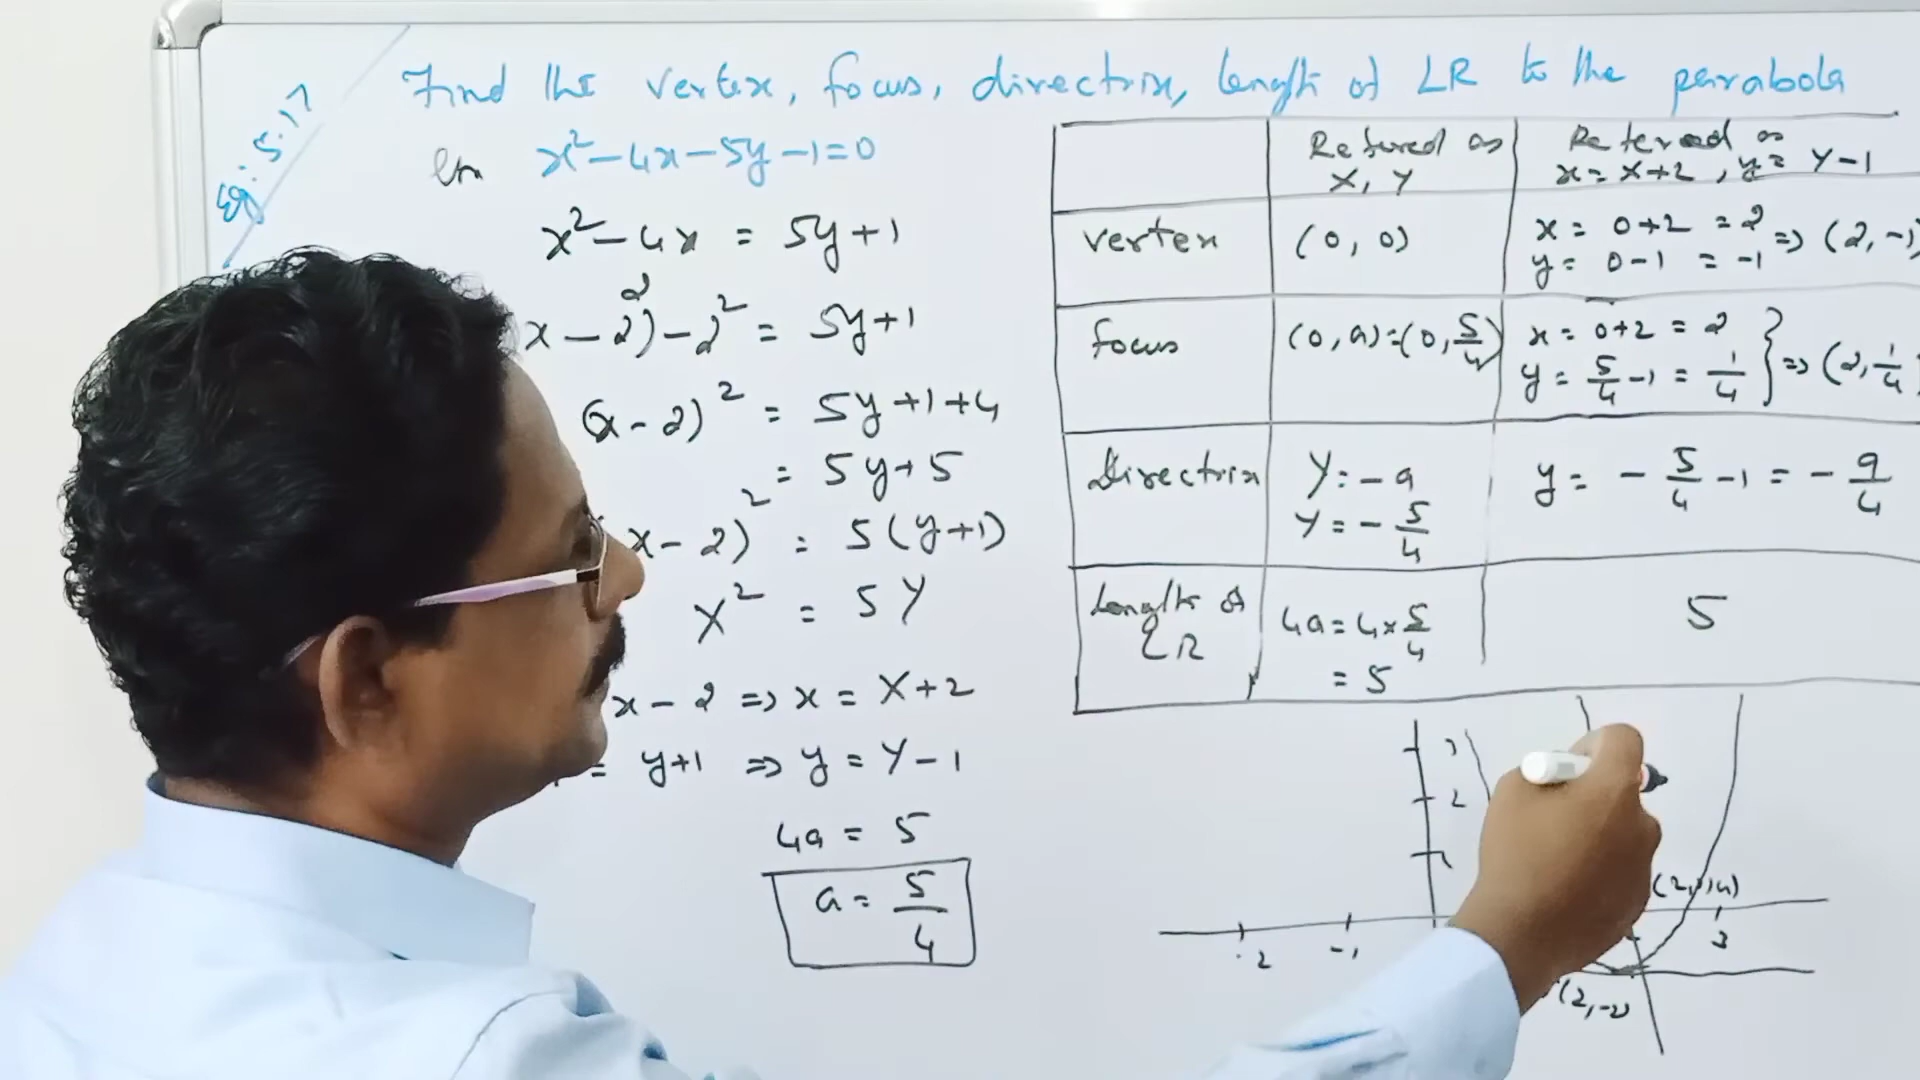 Eg: 5.17
Find the vertex, focus, directrix, length of LR to the parabola
x² - 4x - 5y - 1 = 0
x² - 4x = 5y + 1
x - 2)² - 2² = 5y + 1
(x - 2)² = 5y + 1 + 4
= 5y + 5
x - 2)² = 5(y + 1)
X² = 5Y
x - 2 ⇒ x = X + 2
= y + 1 ⇒ y = Y - 1
4a = 5
a = 5/4
X, Y
x = X + 2, y = Y - 1
vertex
(0, 0)
x = 0 + 2 = 2
y = 0 - 1 = -1 ⇒ (2, -1)
focus
(0, a) = (0, 5/4)
x = 0 + 2 = 2
y = 5/4 - 1 = 1/4 } ⇒ (2, 1/4
Directrix
Y = -a
Y = -5/4
y = -5/4 - 1 = -9/4
Length of
LR
4a = 4 × 5/4
= 5
5
2
-2
-1
3